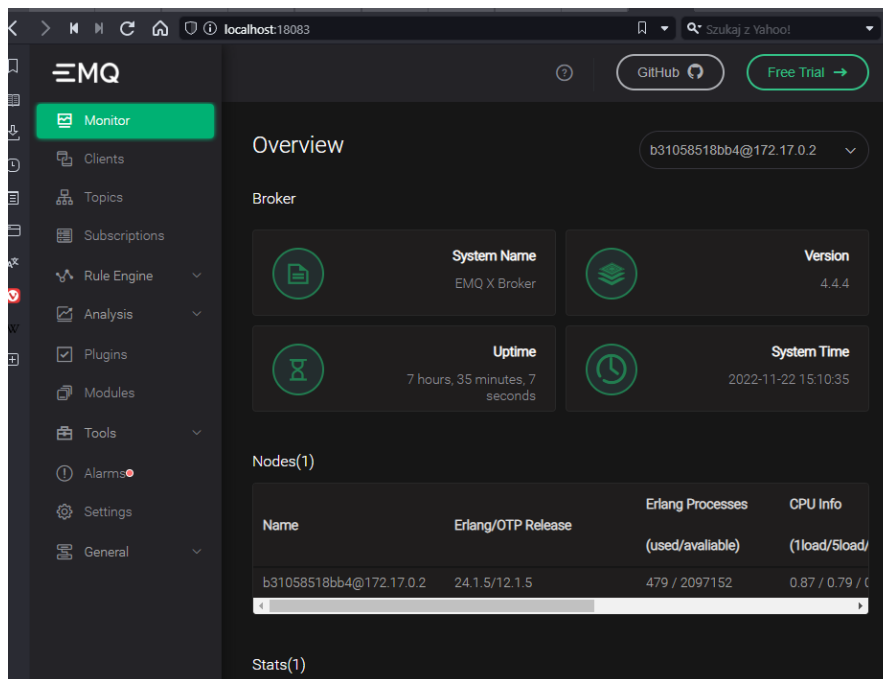 localhost:18083
Szukaj z Yahoo!
EMQ
GitHub
Free Trial →
Monitor
Clients
Topics
Subscriptions
Rule Engine
Analysis
Plugins
Modules
Tools
Alarms
Settings
General
Overview
b31058518bb4@172.17.0.2
Broker
System Name
EMQ X Broker
Version
4.4.4
Uptime
7 hours, 35 minutes, 7
seconds
System Time
2022-11-22 15:10:35
Nodes(1)
Name
Erlang/OTP Release
Erlang Processes
(used/avaliable)
CPU Info
(1load/5load/
b31058518bb4@172.17.0.2
24.1.5/12.1.5
479 / 2097152
0.87 / 0.79 /
Stats(1)